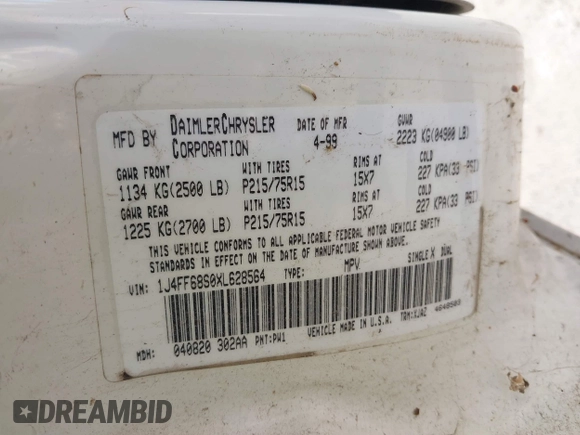 MFD BY DAIMLERCHRYSLER CORPORATION DATE OF MFR 4-99 GVWR 2223 KG(04900 LB)
GAWR FRONT WITH TIRES RIMS AT COLD
1134 KG(2500 LB) P215/75R15 15X7 227 KPA(33 PSI)
GAWR REAR WITH TIRES RIMS AT COLD
1225 KG(2700 LB) P215/75R15 15X7 227 KPA(33 PSI)
THIS VEHICLE CONFORMS TO ALL APPLICABLE FEDERAL MOTOR VEHICLE SAFETY
STANDARDS IN EFFECT ON THE DATE OF MANUFACTURE SHOWN ABOVE.
VIN: 1J4FF68S0XL628564 TYPE: MPV SINGLE X DUAL
MDH: 040820 302AA PNT:PW1 VEHICLE MADE IN U.S.A. TRM:XJAZ
DREAMBID